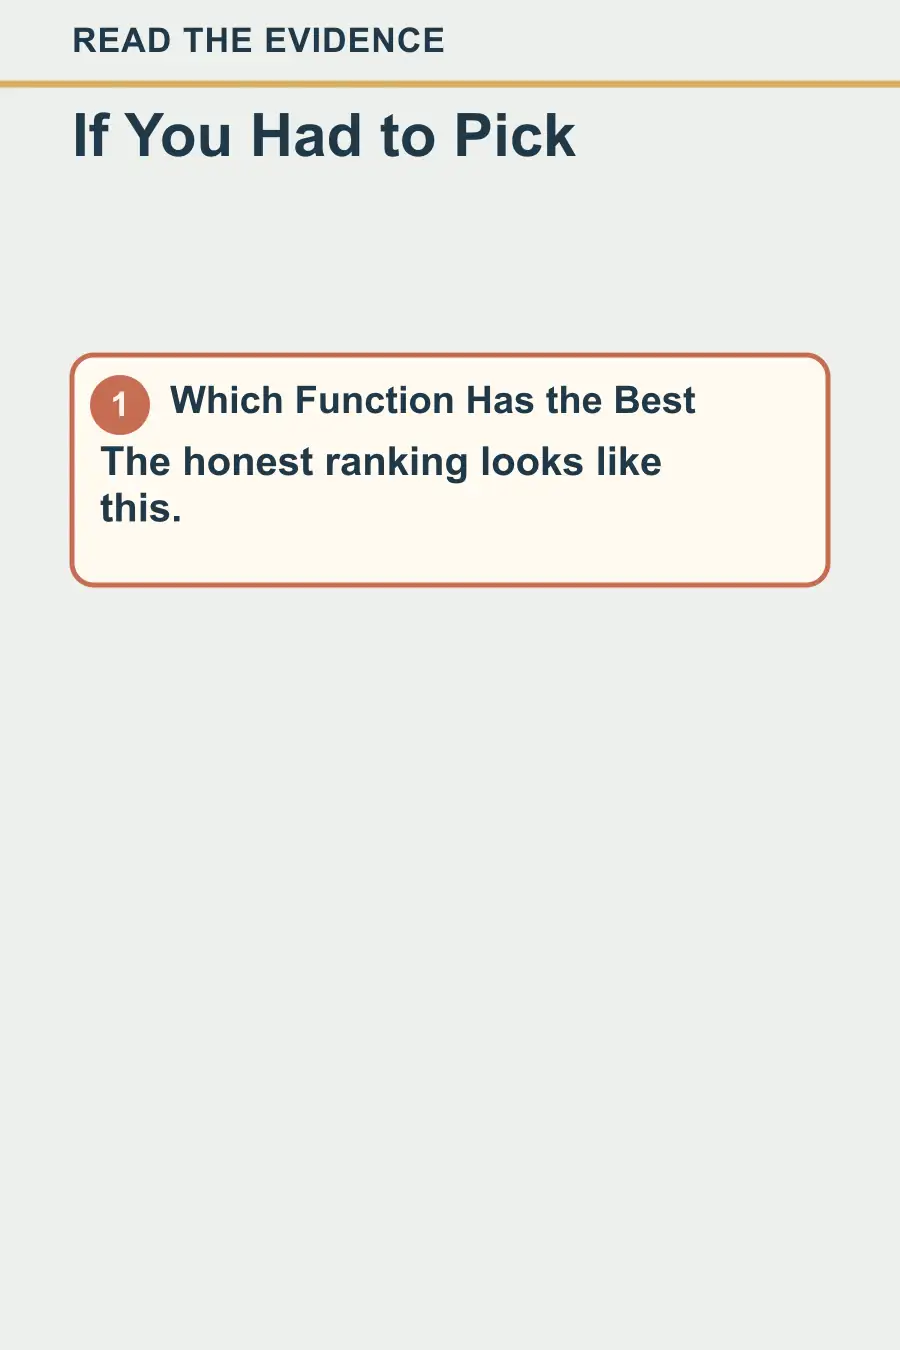 READ THE EVIDENCE
If You Had to Pick
1 Which Function Has the Best
The honest ranking looks like
this.